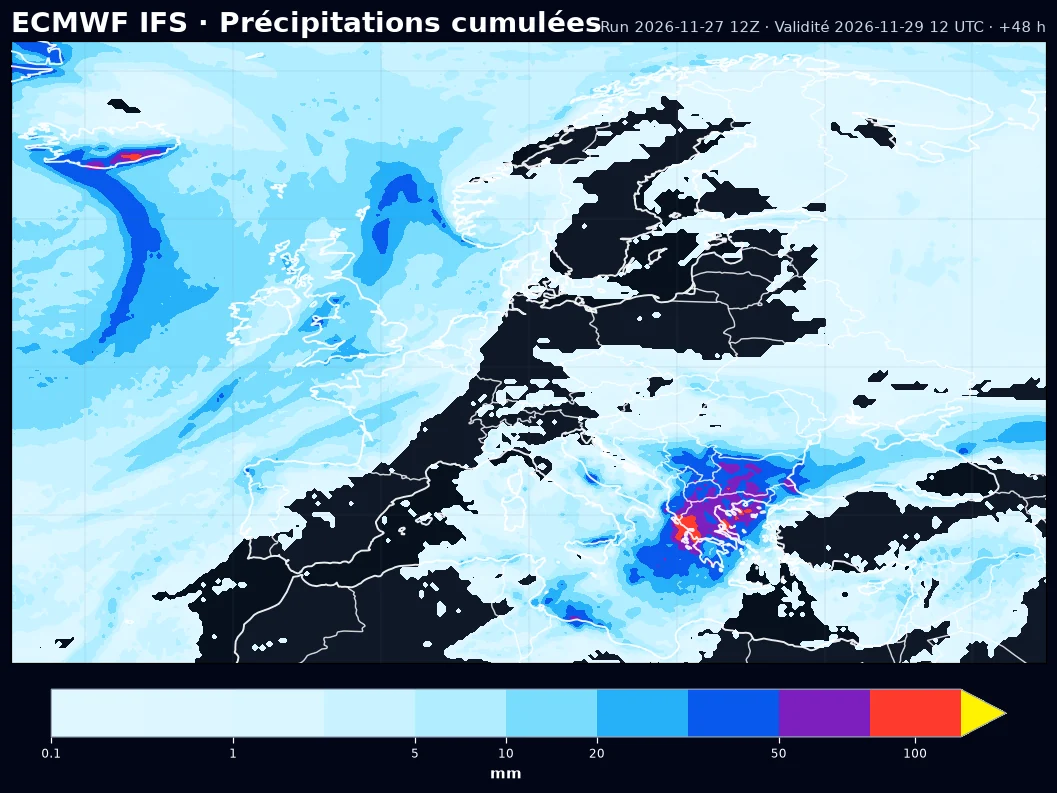 ECMWF IFS · Précipitations cumulées
Run 2026-11-27 12Z · Validité 2026-11-29 12 UTC · +48 h
0.1 1 5 10 20 50 100
mm